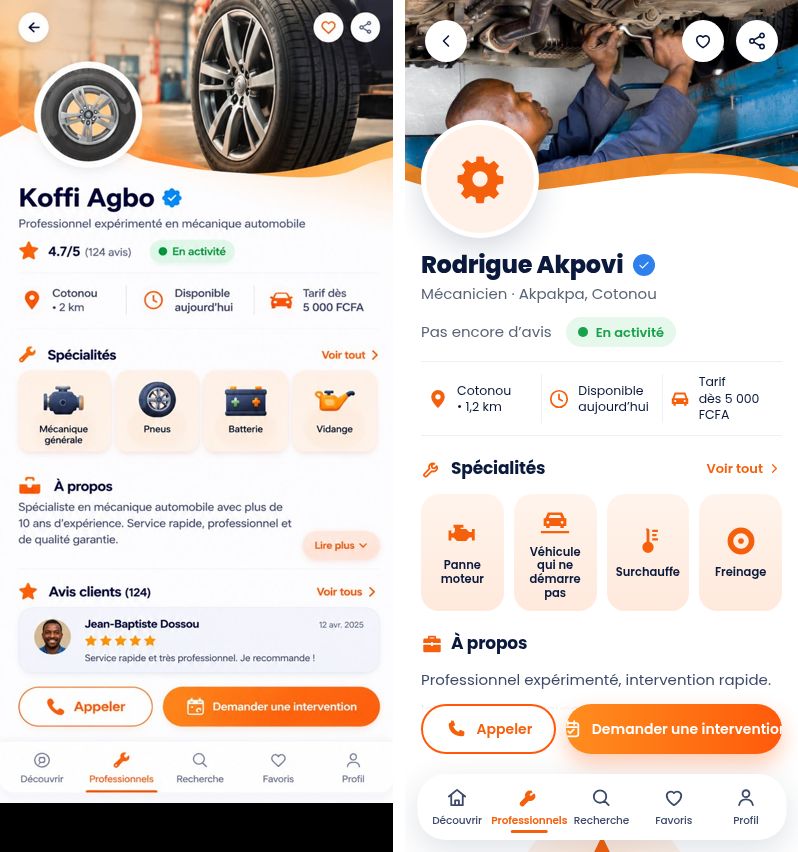 Koffi Agbo
Professionnel expérimenté en mécanique automobile
4.7/5 (124 avis)
En activité
Cotonou
• 2 km
Disponible
aujourd'hui
Tarif dès
5 000 FCFA
Spécialités
Voir tout
Mécanique
générale
Pneus
Batterie
Vidange
À propos
Spécialiste en mécanique automobile avec plus de
10 ans d'expérience. Service rapide, professionnel et
de qualité garantie.
Lire plus
Avis clients (124)
Voir tous
Jean-Baptiste Dossou
12 avr. 2025
Service rapide et très professionnel. Je recommande !
Appeler
Demander une intervention
Découvrir
Professionnels
Recherche
Favoris
Profil
Rodrigue Akpovi
Mécanicien · Akpakpa, Cotonou
Pas encore d'avis
En activité
Cotonou
• 1,2 km
Disponible
aujourd'hui
Tarif
dès 5 000
FCFA
Spécialités
Voir tout
Panne
moteur
Véhicule
qui ne
démarre
pas
Surchauffe
Freinage
À propos
Professionnel expérimenté, intervention rapide.
Appeler
Demander une intervention
Découvrir
Professionnels
Recherche
Favoris
Profil